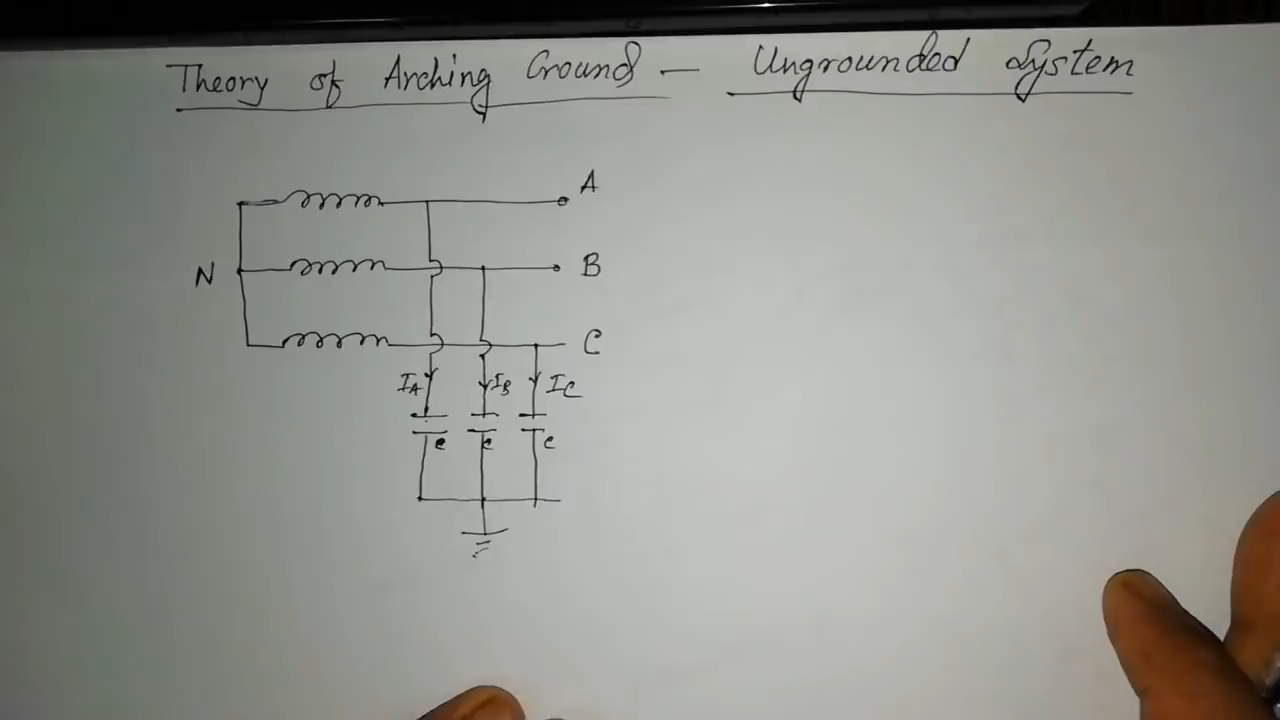 Theory of Arching Ground — Ungrounded System
A
N B
C
IA IB IC
c c c